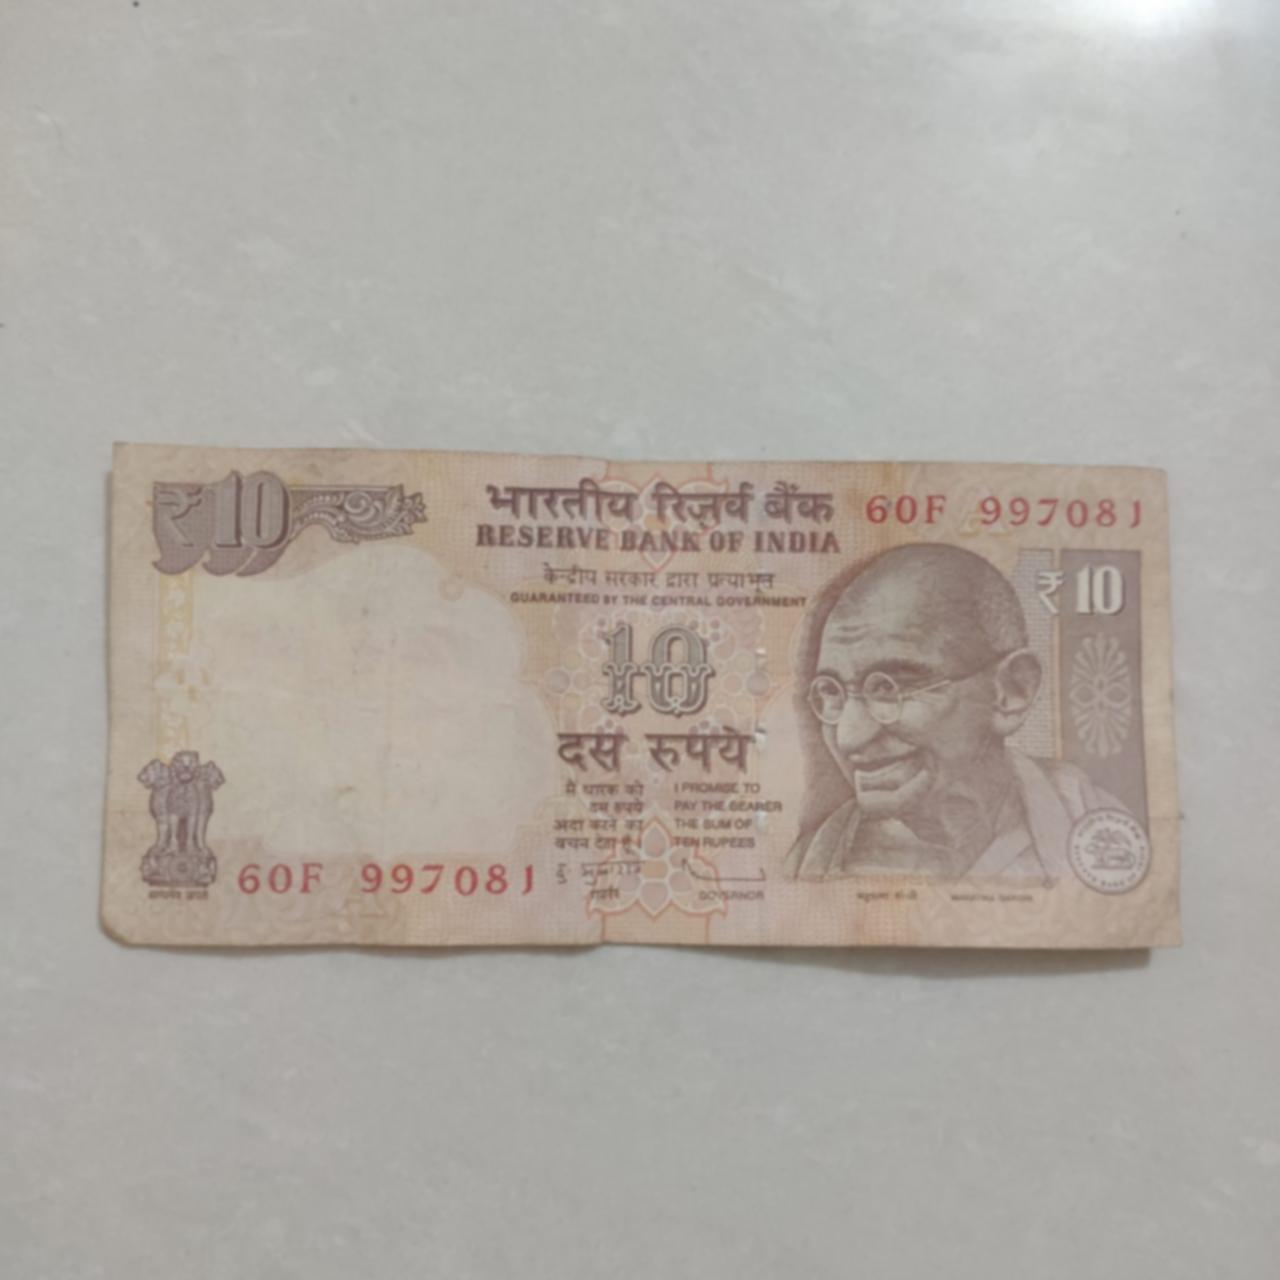 ₹10
भारतीय रिज़र्व बैंक
60F 997081
RESERVE BANK OF INDIA
केन्द्रीय सरकार द्वारा प्रत्याभूत
GUARANTEED BY THE CENTRAL GOVERNMENT
₹10
10
दस रुपये
मैं धारक को
दस रुपये
अदा करने का
वचन देता हूँ।
I PROMISE TO
PAY THE BEARER
THE SUM OF
TEN RUPEES
60F 997081
गवर्नर
GOVERNOR
सत्यमेव जयते
महात्मा गांधी
MAHATMA GANDHI